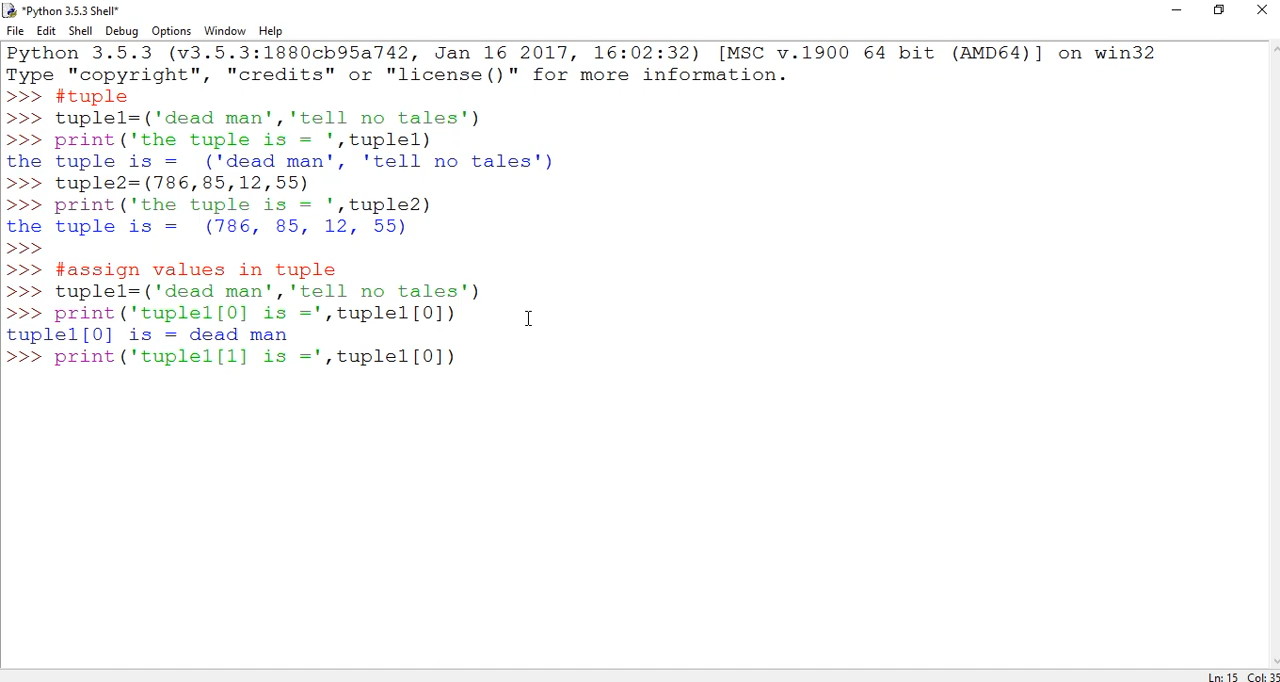 *Python 3.5.3 Shell*
File Edit Shell Debug Options Window Help
Python 3.5.3 (v3.5.3:1880cb95a742, Jan 16 2017, 16:02:32) [MSC v.1900 64 bit (AMD64)] on win32
Type "copyright", "credits" or "license()" for more information.
>>> #tuple
>>> tuple1=('dead man','tell no tales')
>>> print('the tuple is = ',tuple1)
the tuple is =  ('dead man', 'tell no tales')
>>> tuple2=(786,85,12,55)
>>> print('the tuple is = ',tuple2)
the tuple is =  (786, 85, 12, 55)
>>>
>>> #assign values in tuple
>>> tuple1=('dead man','tell no tales')
>>> print('tuple1[0] is =',tuple1[0])
tuple1[0] is = dead man
>>> print('tuple1[1] is =',tuple1[0])
Ln: 15 Col: 35